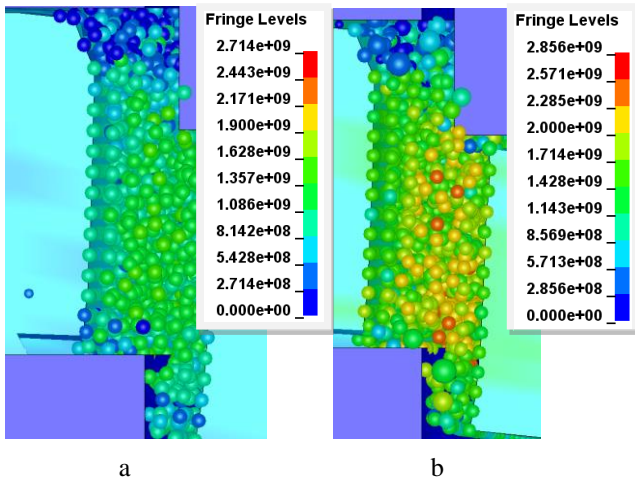 Fringe Levels
2.714e+09
2.443e+09
2.171e+09
1.900e+09
1.628e+09
1.357e+09
1.086e+09
8.142e+08
5.428e+08
2.714e+08
0.000e+00
Fringe Levels
2.856e+09
2.571e+09
2.285e+09
2.000e+09
1.714e+09
1.428e+09
1.143e+09
8.569e+08
5.713e+08
2.856e+08
0.000e+00
a
b